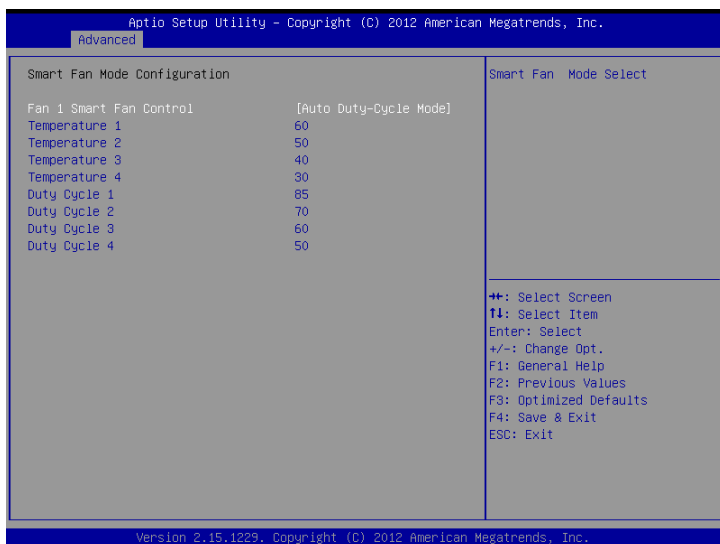 Aptio Setup Utility – Copyright (C) 2012 American Megatrends, Inc.
Advanced
Smart Fan Mode Configuration
Fan 1 Smart Fan Control [Auto Duty-Cycle Mode]
Temperature 1 60
Temperature 2 50
Temperature 3 40
Temperature 4 30
Duty Cycle 1 85
Duty Cycle 2 70
Duty Cycle 3 60
Duty Cycle 4 50
Smart Fan Mode Select
→←: Select Screen
↑↓: Select Item
Enter: Select
+/-: Change Opt.
F1: General Help
F2: Previous Values
F3: Optimized Defaults
F4: Save & Exit
ESC: Exit
Version 2.15.1229. Copyright (C) 2012 American Megatrends, Inc.